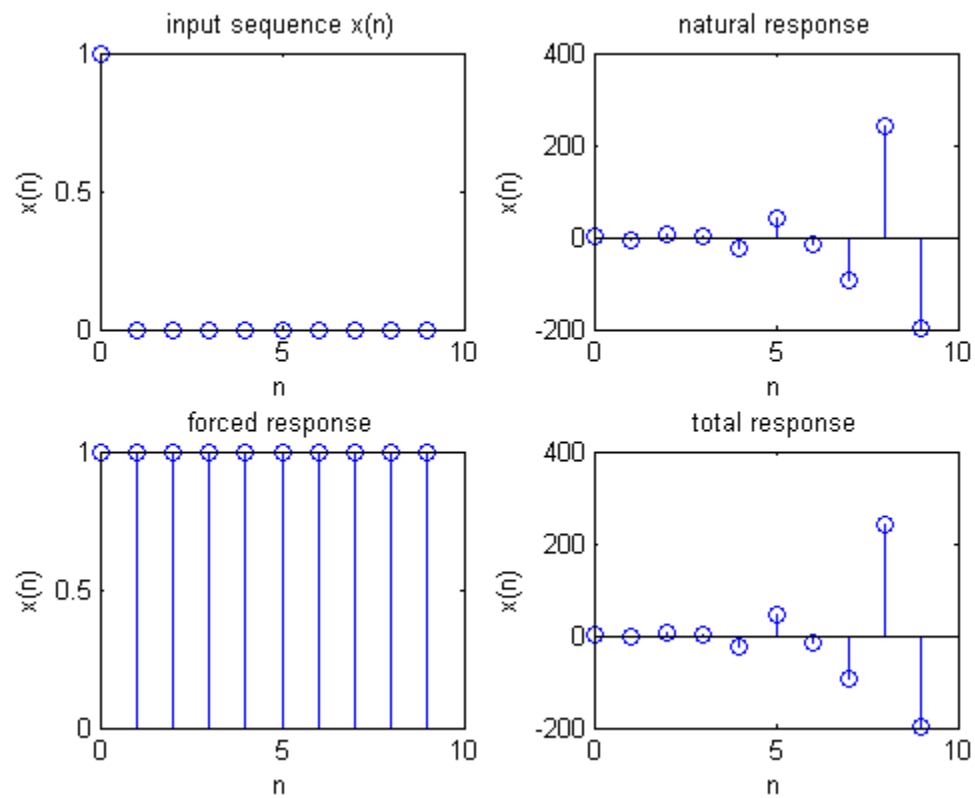 input sequence x(n)
1
0.5
0
x(n)
0 5 10
n
natural response
400
200
0
-200
x(n)
0 5 10
n
forced response
1
0.5
0
x(n)
0 5 10
n
total response
400
200
0
-200
x(n)
0 5 10
n